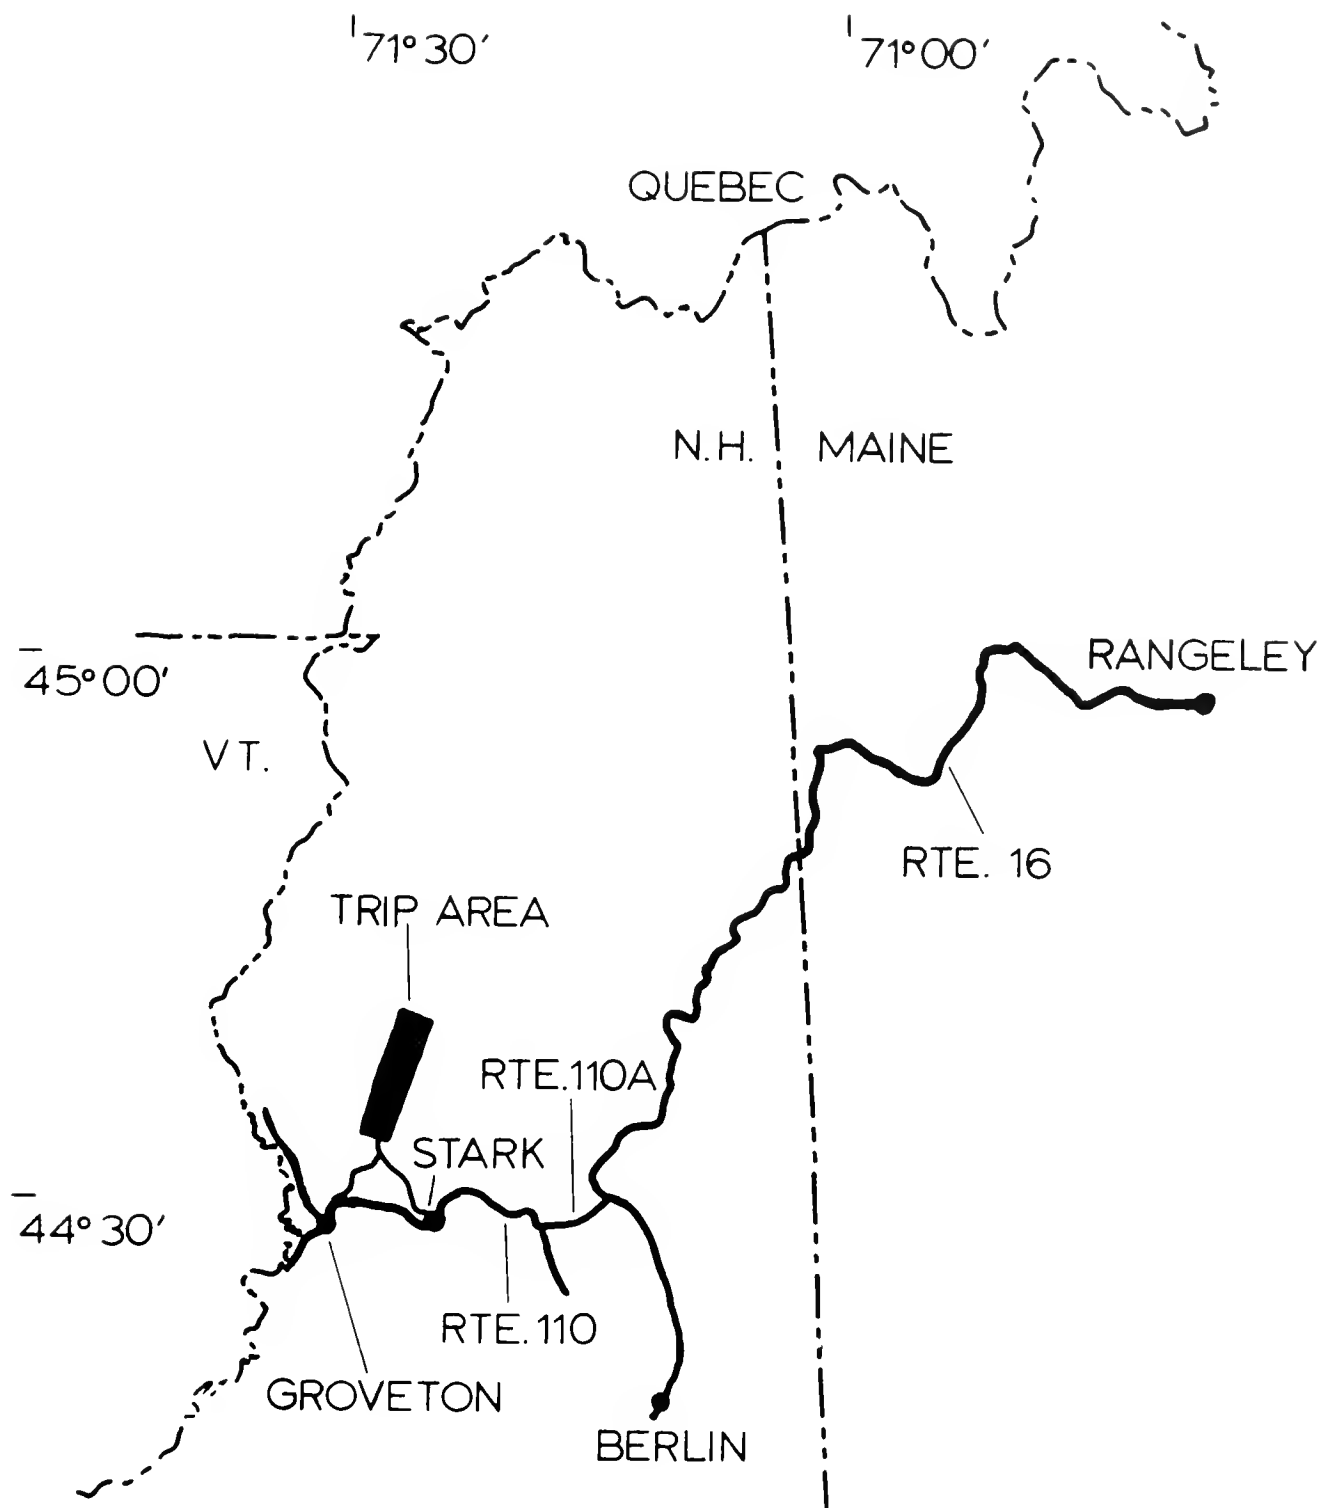 71°30'
71°00'
QUEBEC
N.H.
MAINE
45°00'
RANGELEY
VT.
RTE. 16
TRIP AREA
RTE.110A
STARK
44°30'
RTE.110
GROVETON
BERLIN